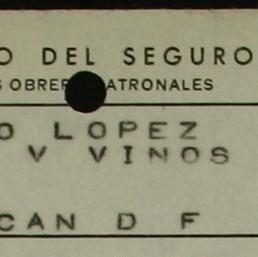 O DEL SEGURO
S OBRER ATRONALES
O LOPEZ
V VINOS
CAN D F